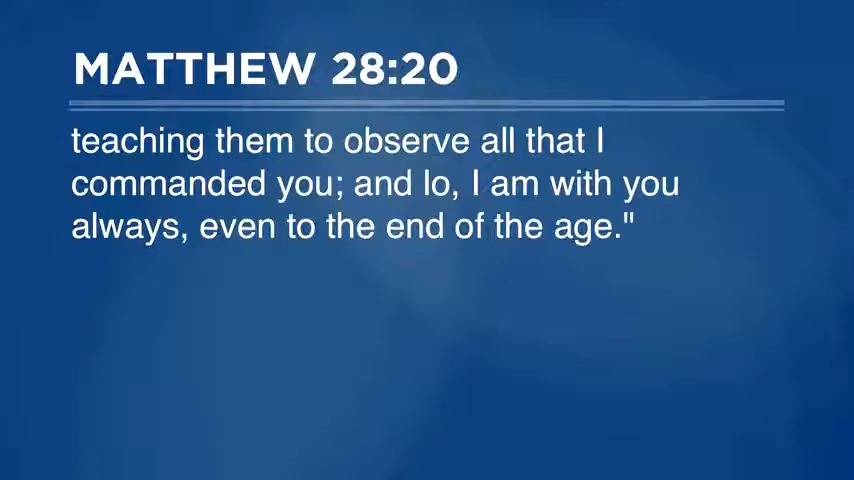 MATTHEW 28:20
teaching them to observe all that I
commanded you; and lo, I am with you
always, even to the end of the age."